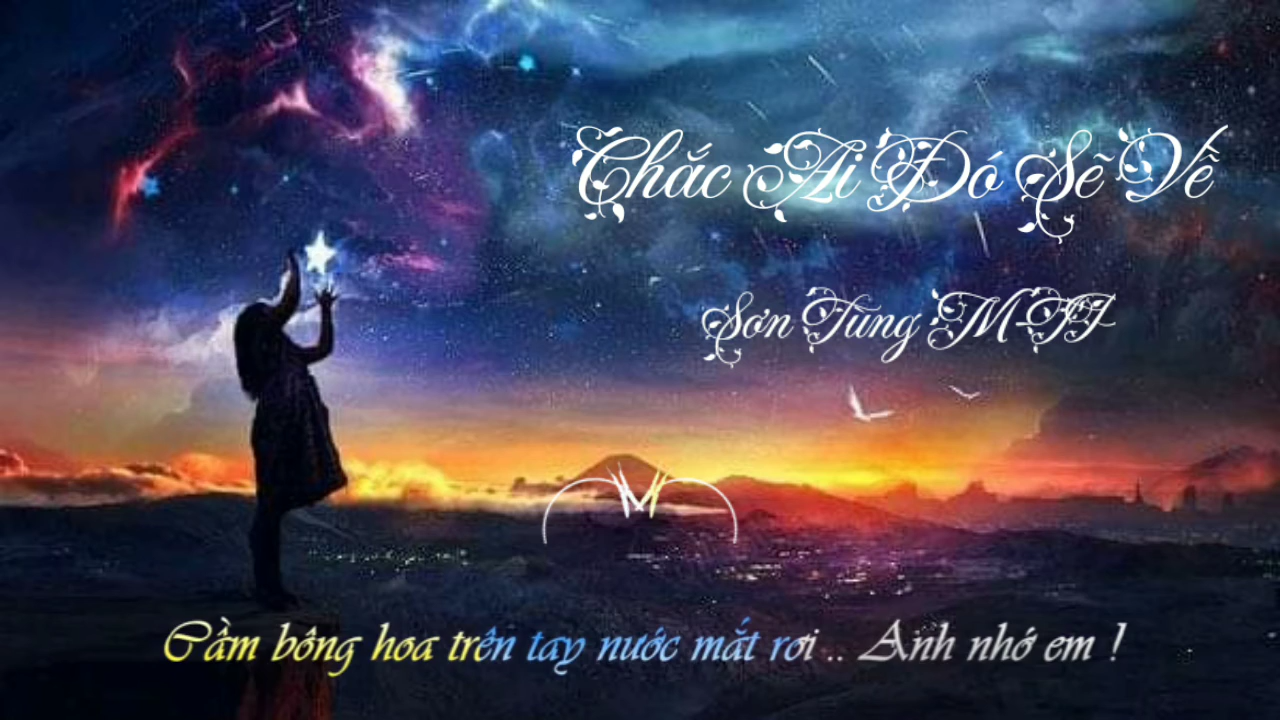 Chắc Ai Đó Sẽ Về
Sơn Tùng M-TP
Cầm bông hoa trên tay nước mắt rơi .. Anh nhớ em !